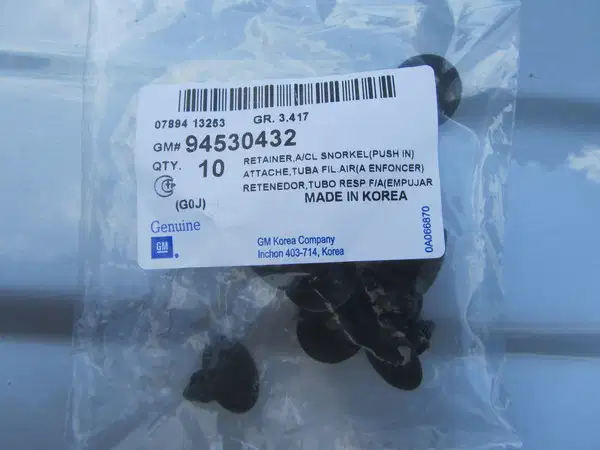 07894 13263 GR. 3.417
GM# 94530432
QTY. 10
RETAINER,A/CL SNORKEL(PUSH IN)
ATTACHE,TUBA FIL.AIR(A ENFONCER)
RETENEDOR,TUBO RESP F/A(EMPUJAR
MADE IN KOREA
(G0J)
Genuine
GM
GM Korea Company
Inchon 403-714, Korea
0A066870